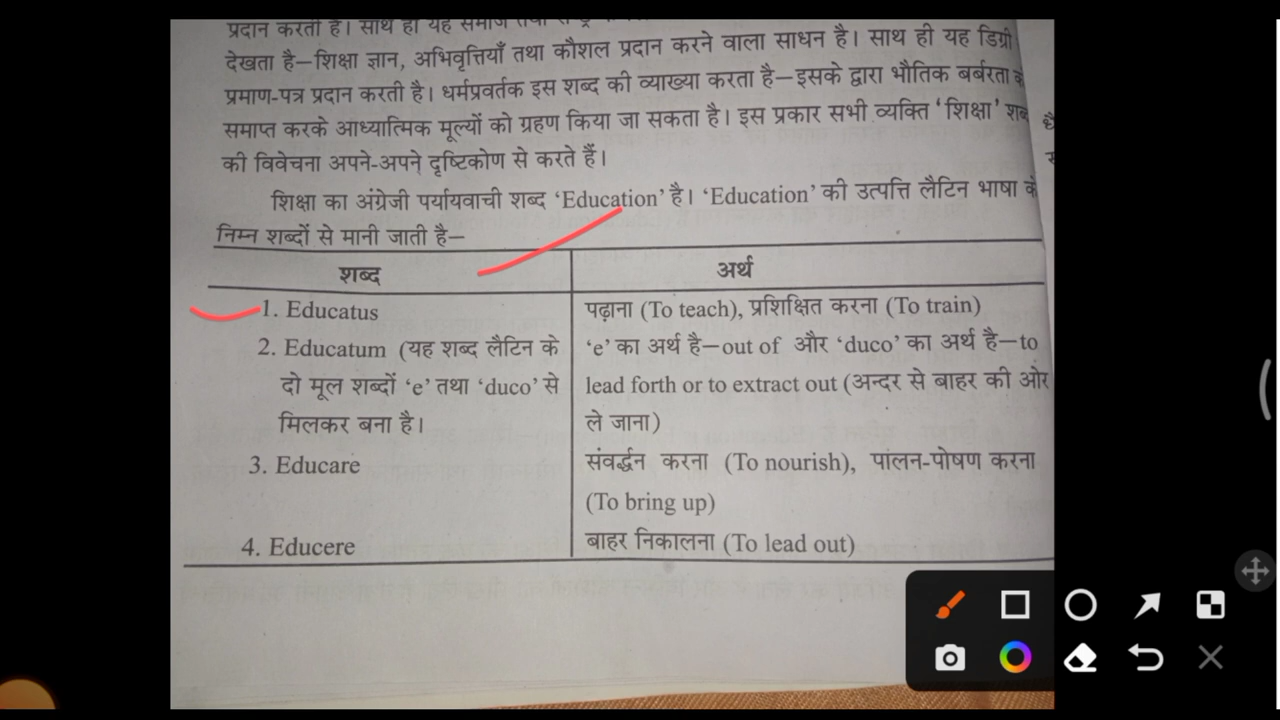 प्रदान करती है। साथ ही यह समाज तथा
देखता है—शिक्षा ज्ञान, अभिवृत्तियाँ तथा कौशल प्रदान करने वाला साधन है। साथ ही यह डिग्री
प्रमाण-पत्र प्रदान करती है। धर्मप्रवर्तक इस शब्द की व्याख्या करता है—इसके द्वारा भौतिक बर्बरता को
समाप्त करके आध्यात्मिक मूल्यों को ग्रहण किया जा सकता है। इस प्रकार सभी व्यक्ति ‘शिक्षा’ शब्द
की विवेचना अपने-अपने दृष्टिकोण से करते हैं।
शिक्षा का अंग्रेजी पर्यायवाची शब्द ‘Education’ है। ‘Education’ की उत्पत्ति लैटिन भाषा के
निम्न शब्दों से मानी जाती है—
शब्द अर्थ
1. Educatus पढ़ाना (To teach), प्रशिक्षित करना (To train)
2. Educatum (यह शब्द लैटिन के ‘e’ का अर्थ है—out of और ‘duco’ का अर्थ है—to
दो मूल शब्दों ‘e’ तथा ‘duco’ से lead forth or to extract out (अन्दर से बाहर की ओर
मिलकर बना है। ले जाना)
3. Educare संवर्द्धन करना (To nourish), पालन-पोषण करना
(To bring up)
4. Educere बाहर निकालना (To lead out)